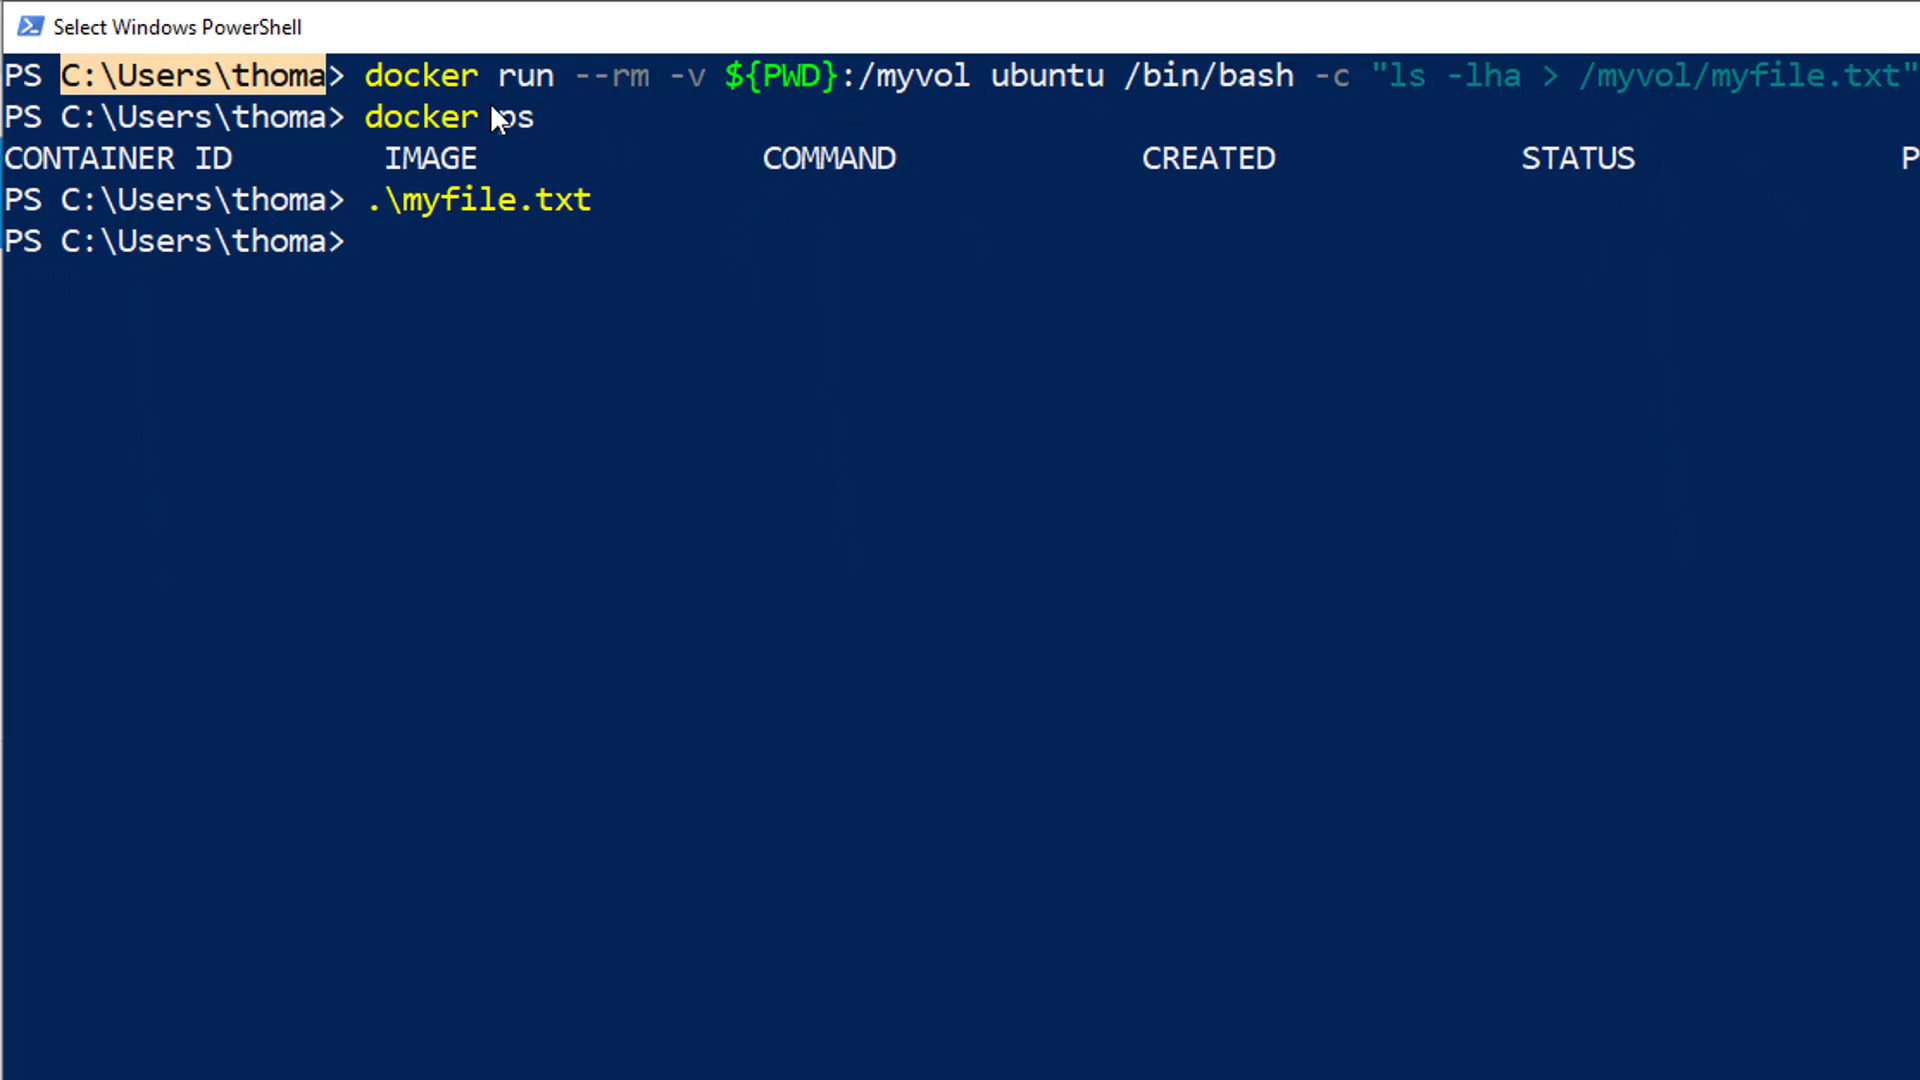 Select Windows PowerShell
PS C:\Users\thoma> docker run --rm -v ${PWD}:/myvol ubuntu /bin/bash -c "ls -lha > /myvol/myfile.txt"
PS C:\Users\thoma> docker ps
CONTAINER ID IMAGE COMMAND CREATED STATUS P
PS C:\Users\thoma> .\myfile.txt
PS C:\Users\thoma>